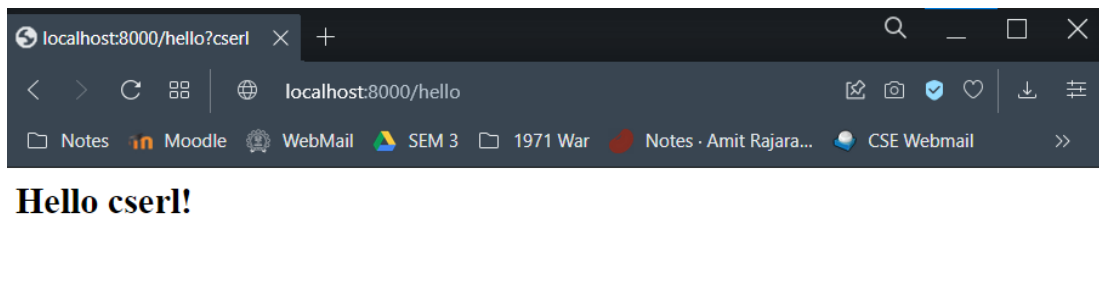 localhost:8000/hello?cserl
localhost:8000/hello
Notes Moodle WebMail SEM 3 1971 War Notes · Amit Rajara... CSE Webmail >>
Hello cserl!